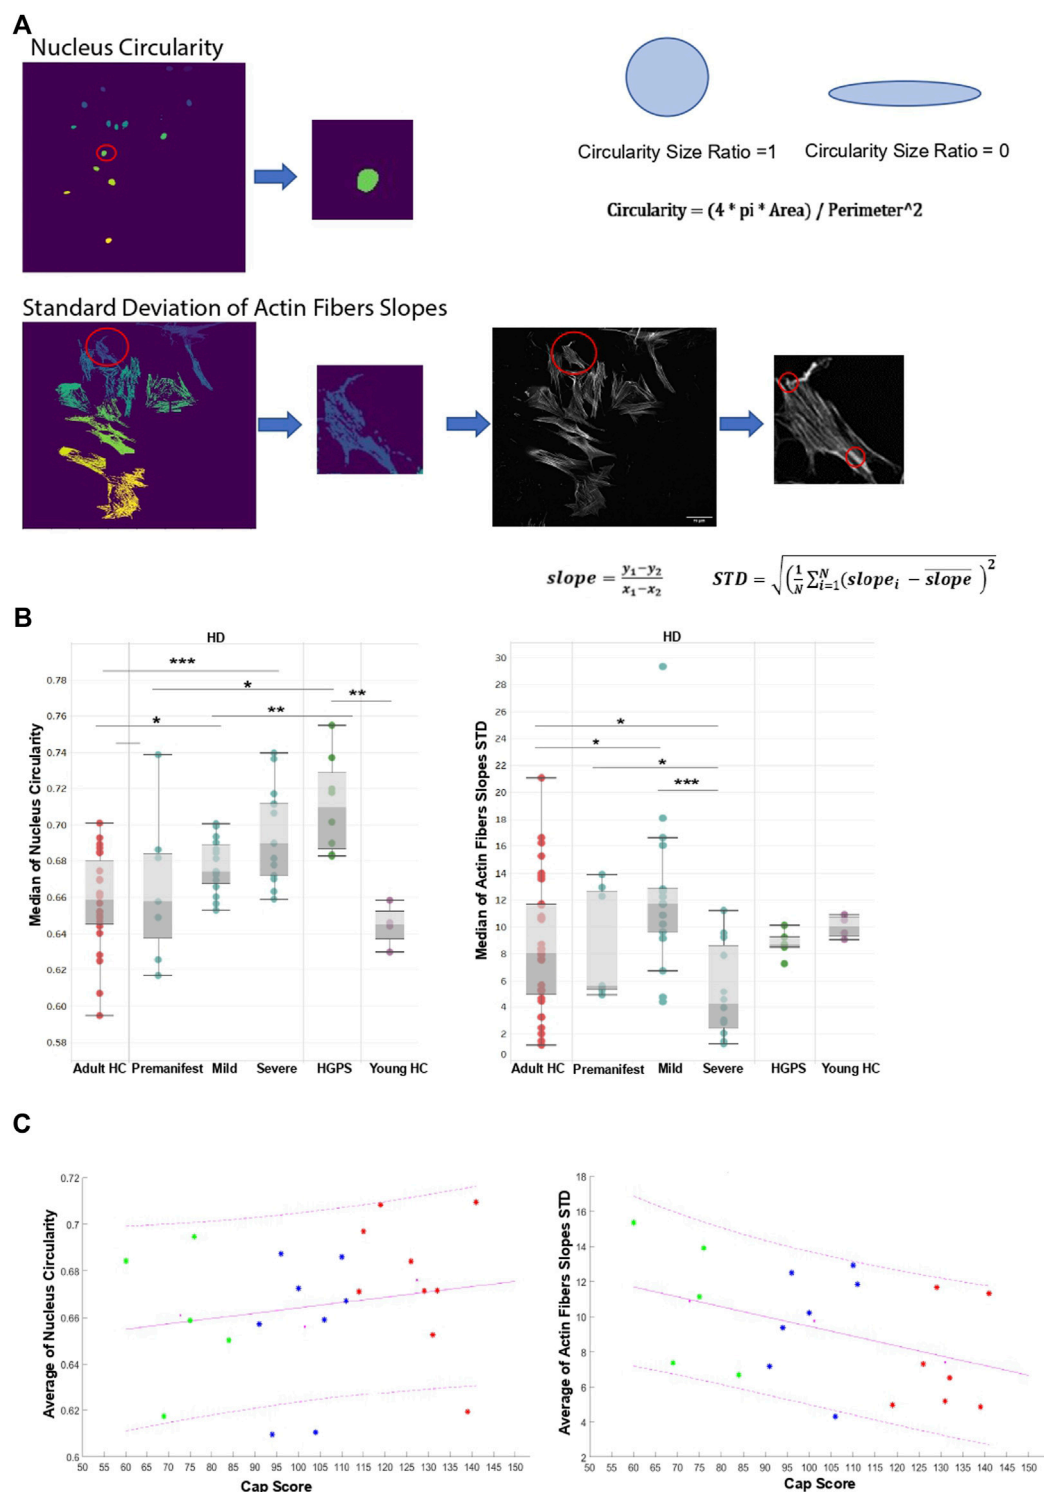 A
Nucleus Circularity
Circularity Size Ratio =1
Circularity Size Ratio = 0
Circularity = (4 * pi * Area) / Perimeter^2
Standard Deviation of Actin Fibers Slopes
slope = y₁−y₂ / x₁−x₂
STD = √((1/N ∑ᵢ₌₁ᴺ(slopeᵢ − slope̅ )²
B
HD
***
*
**
*
**
Median of Nucleus Circularity
0.78
0.76
0.74
0.72
0.70
0.68
0.66
0.64
0.62
0.60
0.58
Adult HC Premanifest Mild Severe HGPS Young HC
HD
*
*
*
***
Median of Actin Fibers Slopes STD
30
28
26
24
22
20
18
16
14
12
10
8
6
4
2
0
Adult HC Premanifest Mild Severe HGPS Young HC
C
Average of Nucleus Circularity
0.72
0.7
0.68
0.66
0.64
0.62
0.6
50 55 60 65 70 75 80 85 90 95 100 105 110 115 120 125 130 135 140 145 150
Cap Score
Average of Actin Fibers Slopes STD
18
16
14
12
10
8
6
4
2
50 55 60 65 70 75 80 85 90 95 100 105 110 115 120 125 130 135 140 145 150
Cap Score